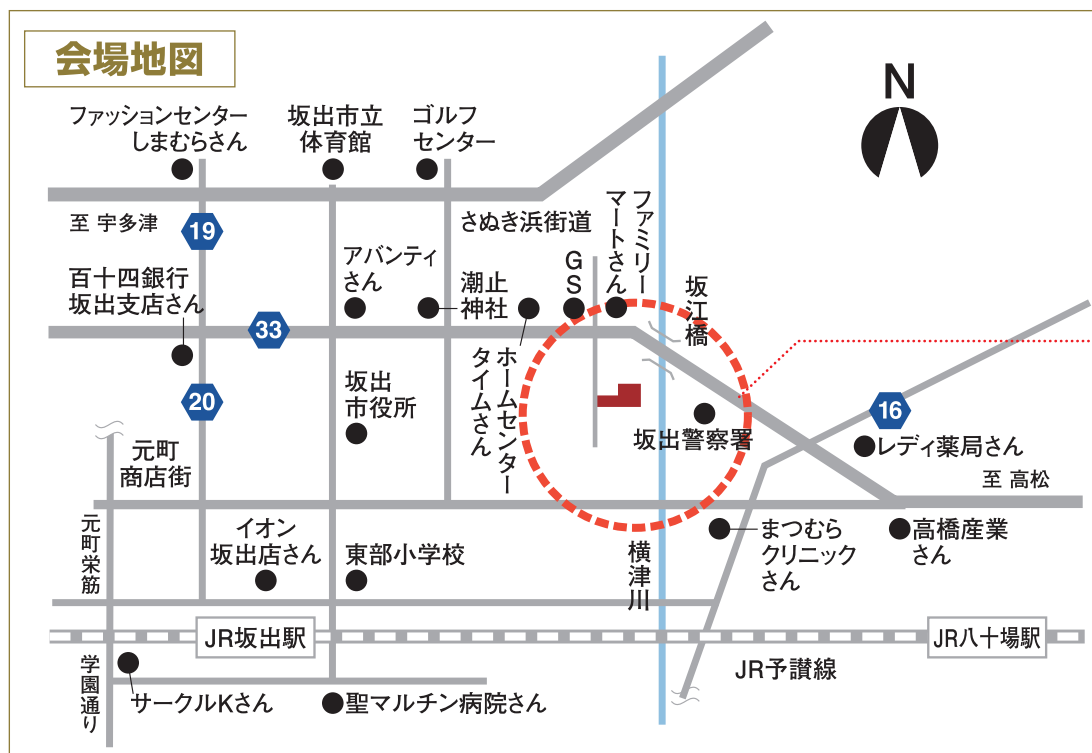 会場地図
N
ファッションセンター
しまむらさん
坂出市立
体育館
ゴルフ
センター
至 宇多津
19
さぬき浜街道
ファミリー
マートさん
GS
坂江橋
百十四銀行
坂出支店さん
アバンティ
さん
潮止
神社
33
ホームセンター
タイムさん
20
坂出
市役所
坂出警察署
16
レディ薬局さん
元町
商店街
至 高松
元町栄筋
イオン
坂出店さん
東部小学校
横津川
まつむら
クリニック
さん
高橋産業
さん
JR坂出駅
JR八十場駅
JR予讃線
学園通り
サークルKさん
聖マルチン病院さん